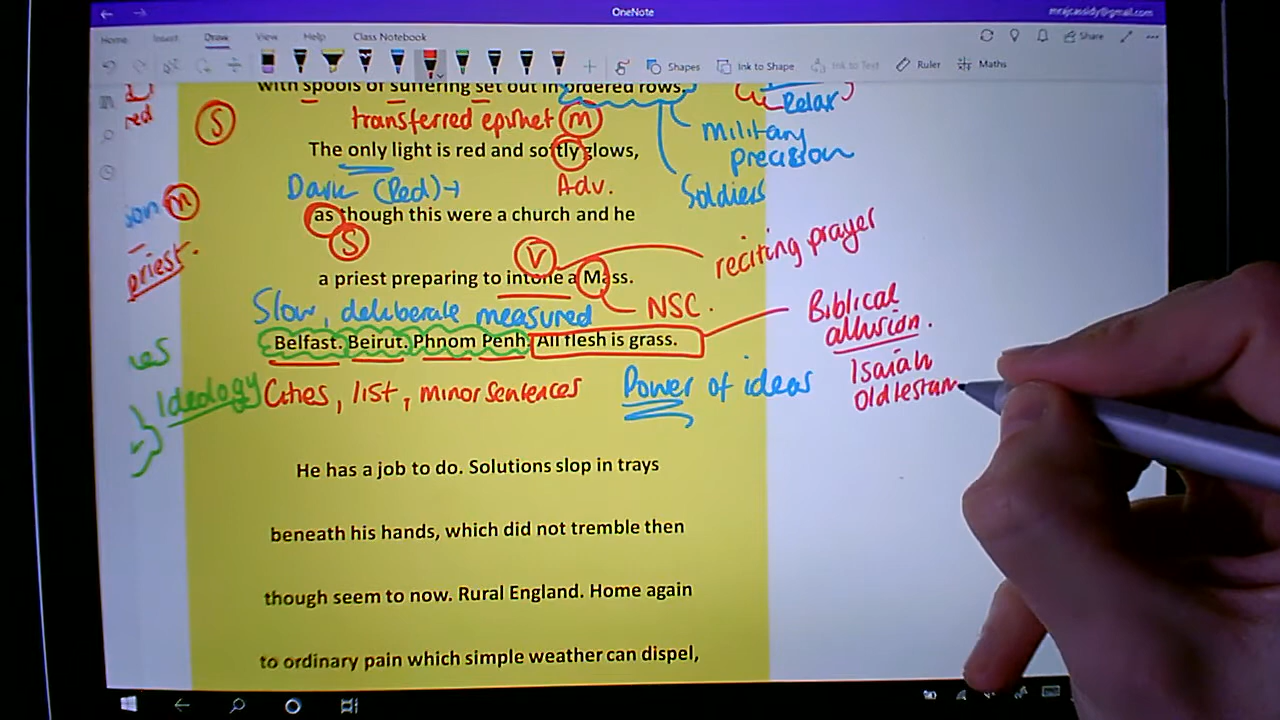 OneNote
mrajcassidy@gmail.com
Home Insert Draw View Help Class Notebook
Share
Shapes Ink to Shape Ink to Text Ruler Maths
with spools of suffering set out in ordered rows.
Relax
red
S
transferred epithet m
military
precision
The only light is red and softly glows,
Dark (Red)→
Adv.
Soldiers
m
as though this were a church and he
S
V
reciting prayer
priest.
a priest preparing to intone a Mass.
Slow, deliberate measured
NSC.
Biblical
allusion.
Belfast. Beirut. Phnom Penh. All flesh is grass.
Isaiah
Ideology Cities, list, minor sentences
Power of ideas
Old Testam
He has a job to do. Solutions slop in trays
beneath his hands, which did not tremble then
though seem to now. Rural England. Home again
to ordinary pain which simple weather can dispel,